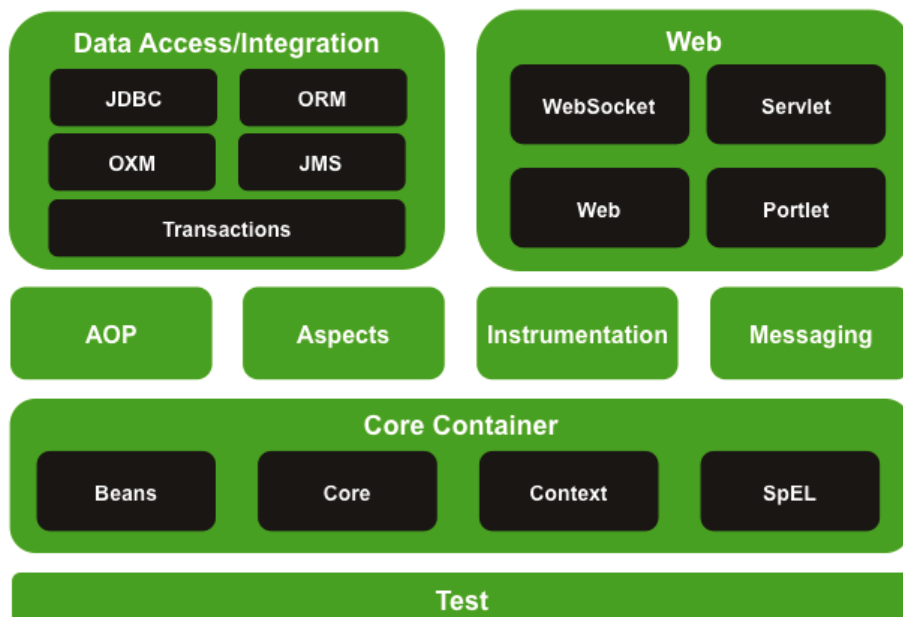 Data Access/Integration
JDBC
ORM
OXM
JMS
Transactions
Web
WebSocket
Servlet
Web
Portlet
AOP
Aspects
Instrumentation
Messaging
Core Container
Beans
Core
Context
SpEL
Test